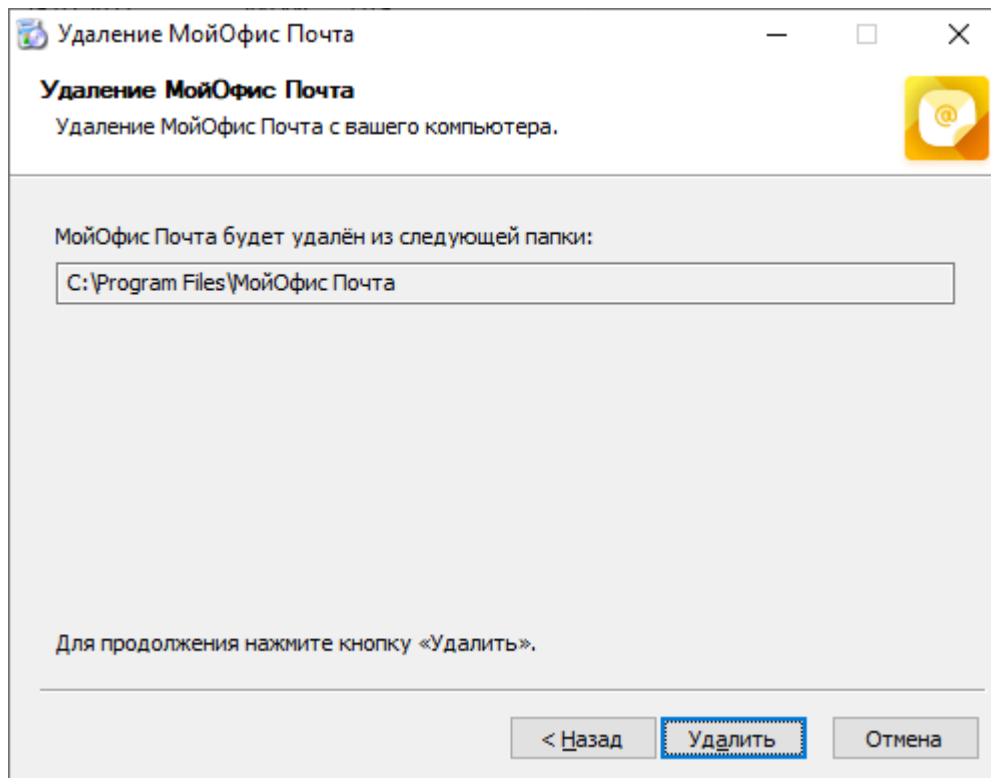 Удаление МойОфис Почта
Удаление МойОфис Почта
Удаление МойОфис Почта с вашего компьютера.
@
МойОфис Почта будет удалён из следующей папки:
C:\Program Files\МойОфис Почта
Для продолжения нажмите кнопку «Удалить».
< Назад Удалить Отмена